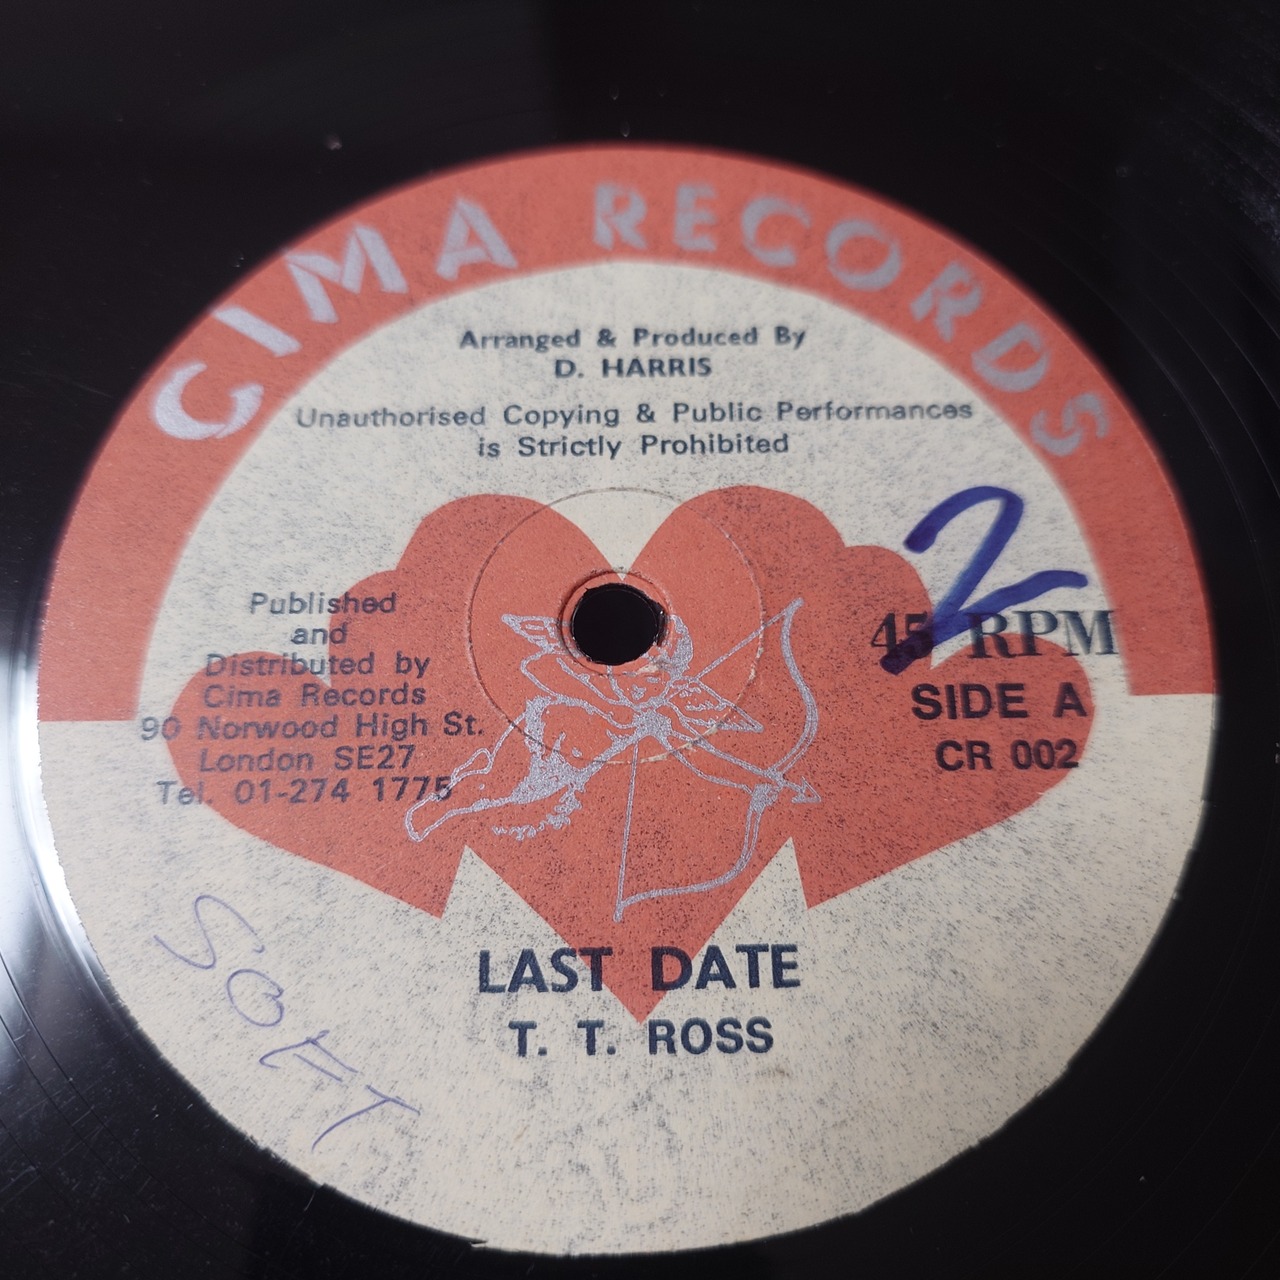 CIMA RECORDS
Arranged & Produced By
D. HARRIS
Unauthorised Copying & Public Performances
is Strictly Prohibited
Published
and
Distributed by
Cima Records
90 Norwood High St.
London SE27
Tel. 01-274 1775
2
45 RPM
SIDE A
CR 002
LAST DATE
T. T. ROSS
SOFT